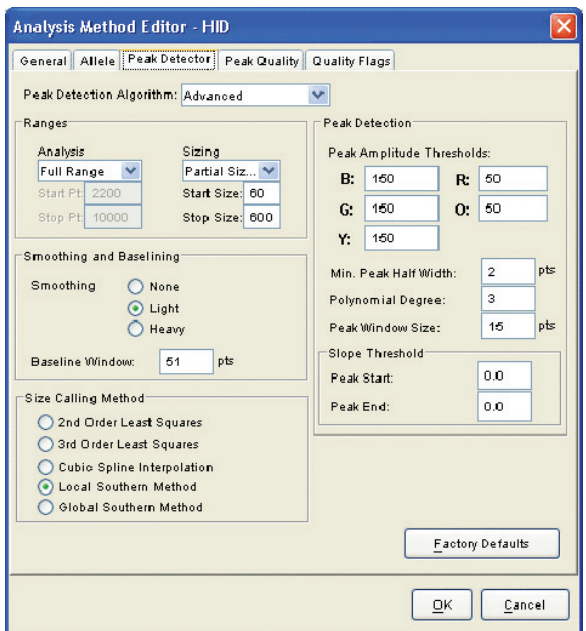 Analysis Method Editor - HID
General Allele Peak Detector Peak Quality Quality Flags
Peak Detection Algorithm: Advanced
Ranges
Analysis
Full Range
Start Pt: 2200
Stop Pt: 10000
Sizing
Partial Siz...
Start Size: 60
Stop Size: 600
Smoothing and Baselining
Smoothing
None
Light
Heavy
Baseline Window: 51 pts
Size Calling Method
2nd Order Least Squares
3rd Order Least Squares
Cubic Spline Interpolation
Local Southern Method
Global Southern Method
Peak Detection
Peak Amplitude Thresholds:
B: 150 R: 50
G: 150 O: 50
Y: 150
Min. Peak Half Width: 2 pts
Polynomial Degree: 3
Peak Window Size: 15 pts
Slope Threshold
Peak Start: 0.0
Peak End: 0.0
Factory Defaults
OK Cancel